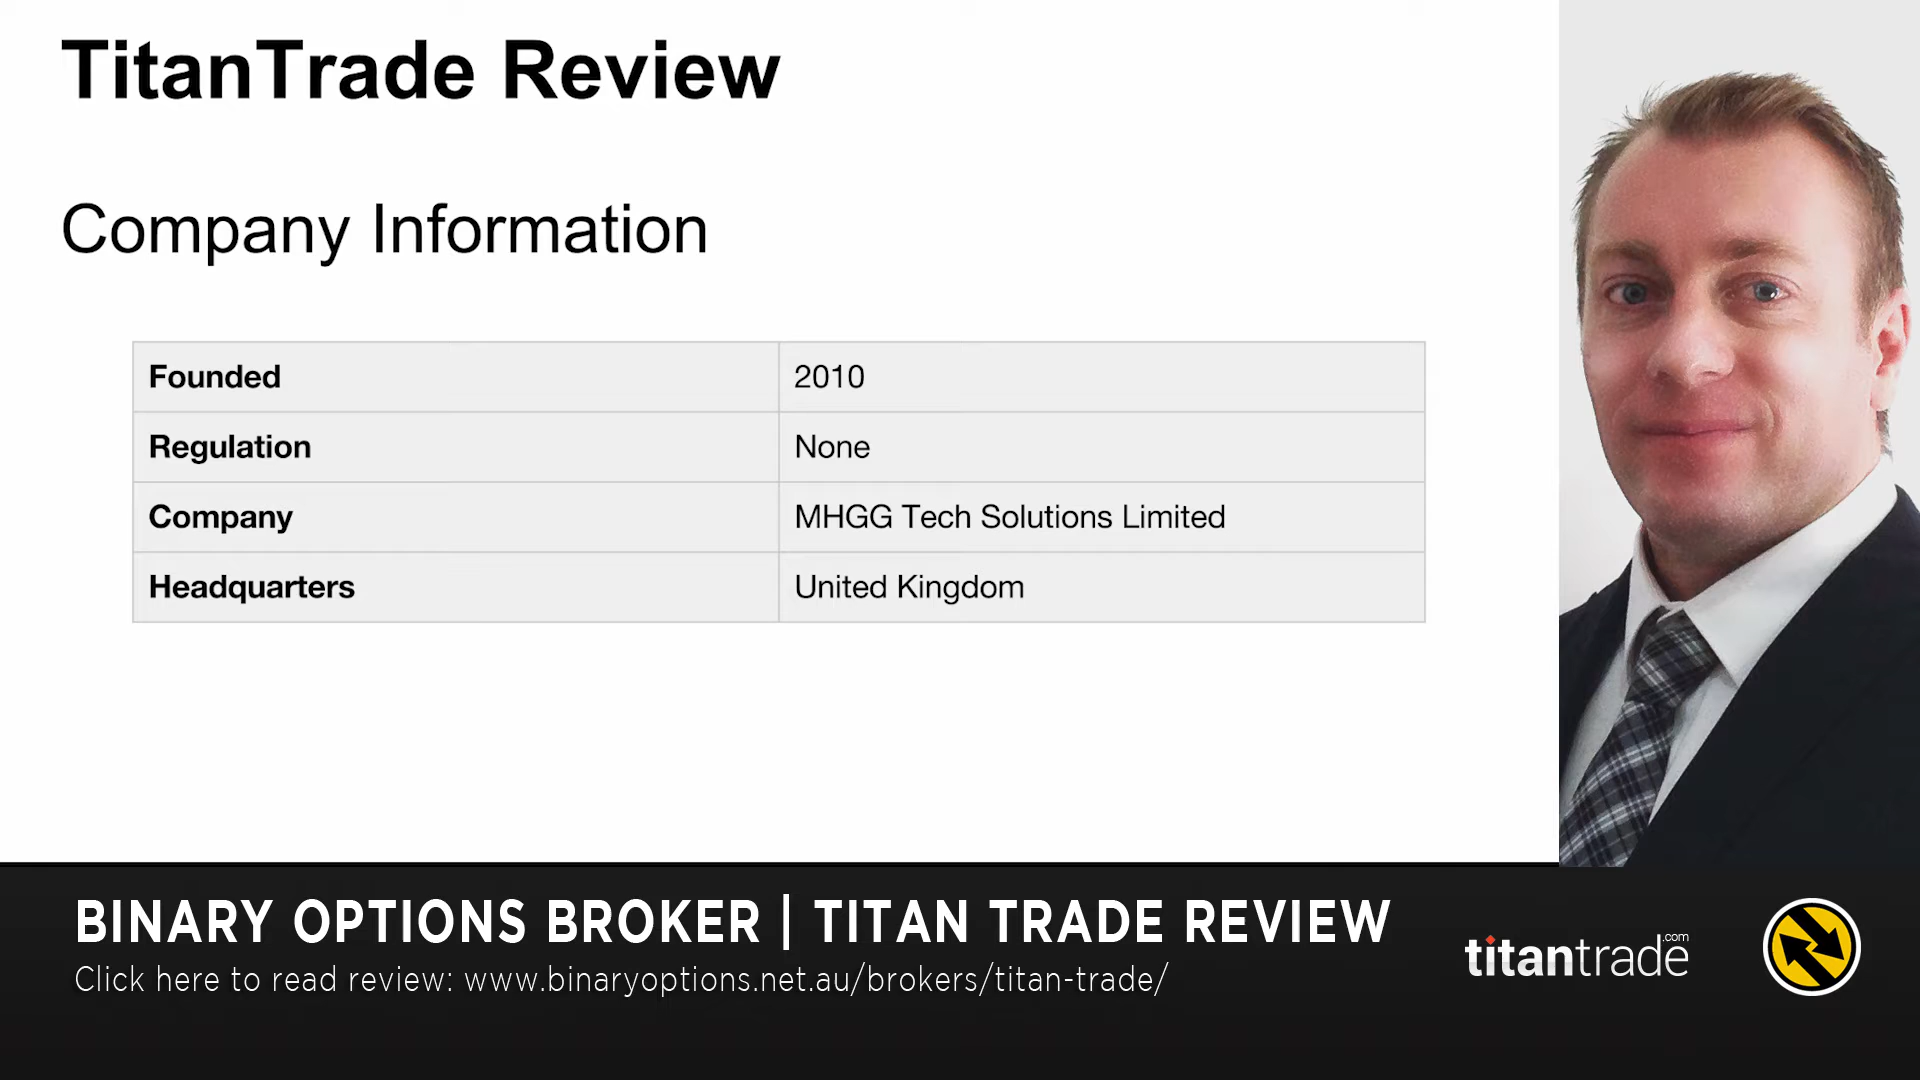 TitanTrade Review
Company Information
Founded 2010
Regulation None
Company MHGG Tech Solutions Limited
Headquarters United Kingdom
BINARY OPTIONS BROKER | TITAN TRADE REVIEW
Click here to read review: www.binaryoptions.net.au/brokers/titan-trade/
titantrade.com